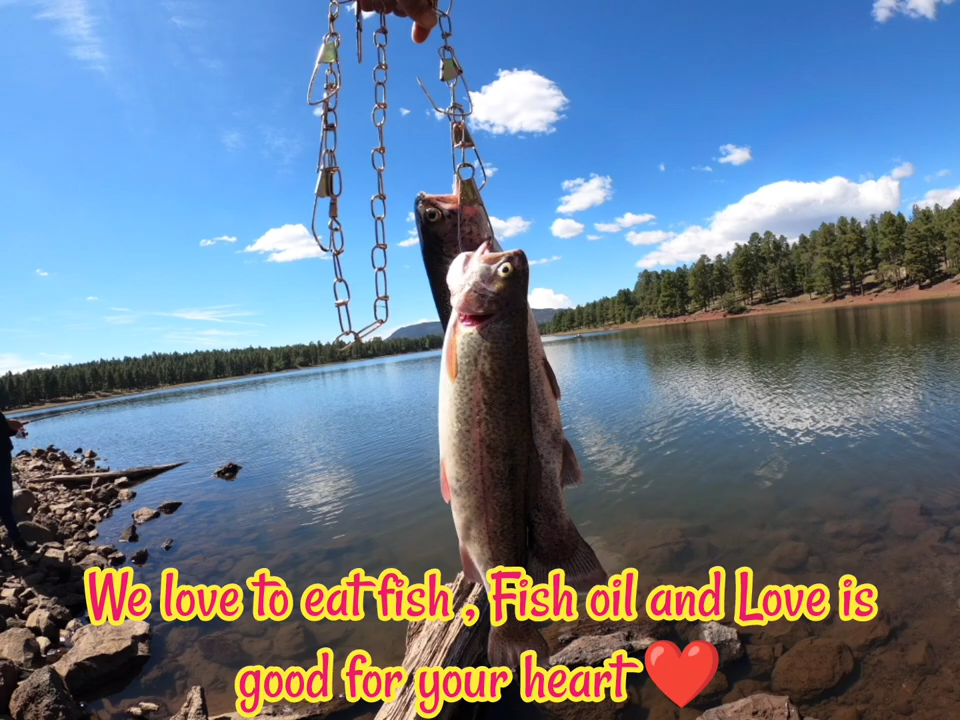 We love to eat fish , Fish oil and Love is
good for your heart ❤️